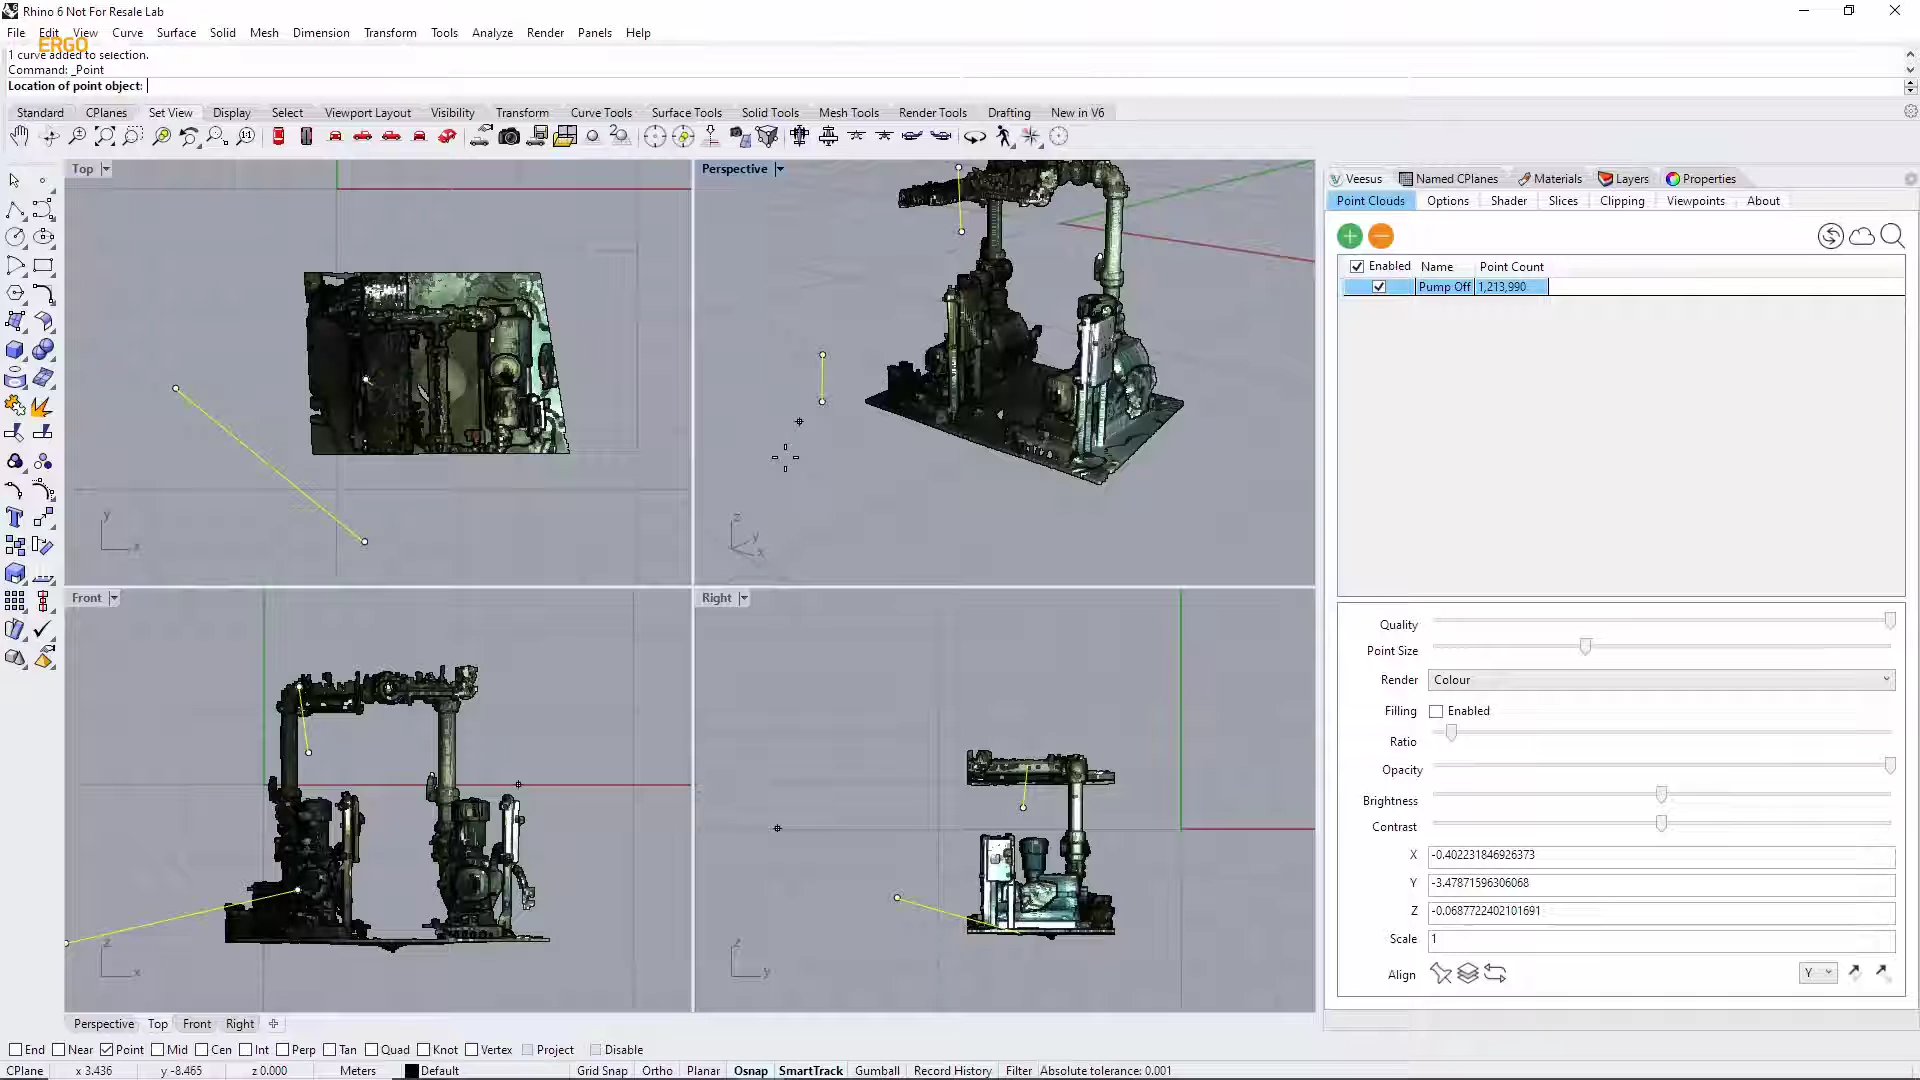 Rhino 6 Not For Resale Lab
File Edit View Curve Surface Solid Mesh Dimension Transform Tools Analyze Render Panels Help
ERGO
1 curve added to selection.
Command: _Point
Location of point object:
Standard CPlanes Set View Display Select Viewport Layout Visibility Transform Curve Tools Surface Tools Solid Tools Mesh Tools Render Tools Drafting New in V6
Top
Perspective
Front
Right
y
x
z
y
x
z
x
z
y
Veesus Named CPlanes Materials Layers Properties
Point Clouds Options Shader Slices Clipping Viewpoints About
Enabled Name Point Count
Pump Off 1,213,990
Quality
Point Size
Render Colour
Filling Enabled
Ratio
Opacity
Brightness
Contrast
X -0.402231846926373
Y -3.47871596306068
Z -0.0687722402101691
Scale 1
Align Y
Perspective Top Front Right
End Near Point Mid Cen Int Perp Tan Quad Knot Vertex Project Disable
CPlane x 3.436 y -8.465 z 0.000 Meters Default Grid Snap Ortho Planar Osnap SmartTrack Gumball Record History Filter Absolute tolerance: 0.001